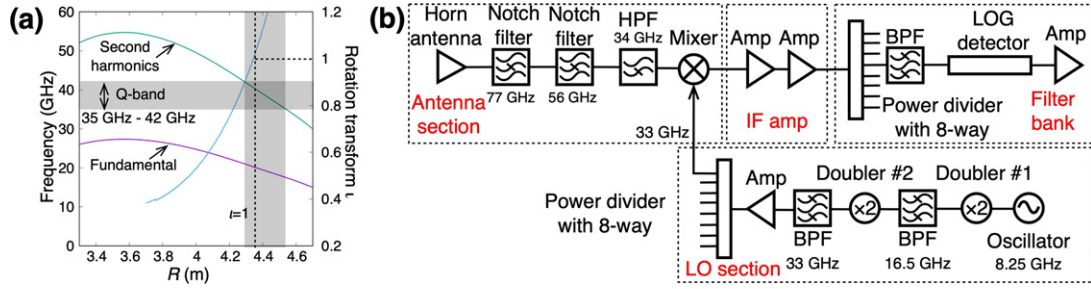 (a)
60
50
40
30
20
10
0
Frequency (GHz)
Second
harmonics
Q-band
35 GHz - 42 GHz
Fundamental
ι=1
3.4 3.6 3.8 4 4.2 4.4 4.6
R (m)
1.2
1
0.8
0.6
0.4
0.2
Rotation transform ι
(b)
Horn
antenna
Notch
filter
77 GHz
Notch
filter
56 GHz
HPF
34 GHz
Mixer
Antenna
section
33 GHz
Amp Amp
IF amp
BPF
LOG
detector
Amp
Power divider
with 8-way
Filter
bank
Power divider
with 8-way
Amp
Doubler #2 Doubler #1
×2 ×2
BPF
33 GHz
BPF
16.5 GHz
Oscillator
8.25 GHz
LO section